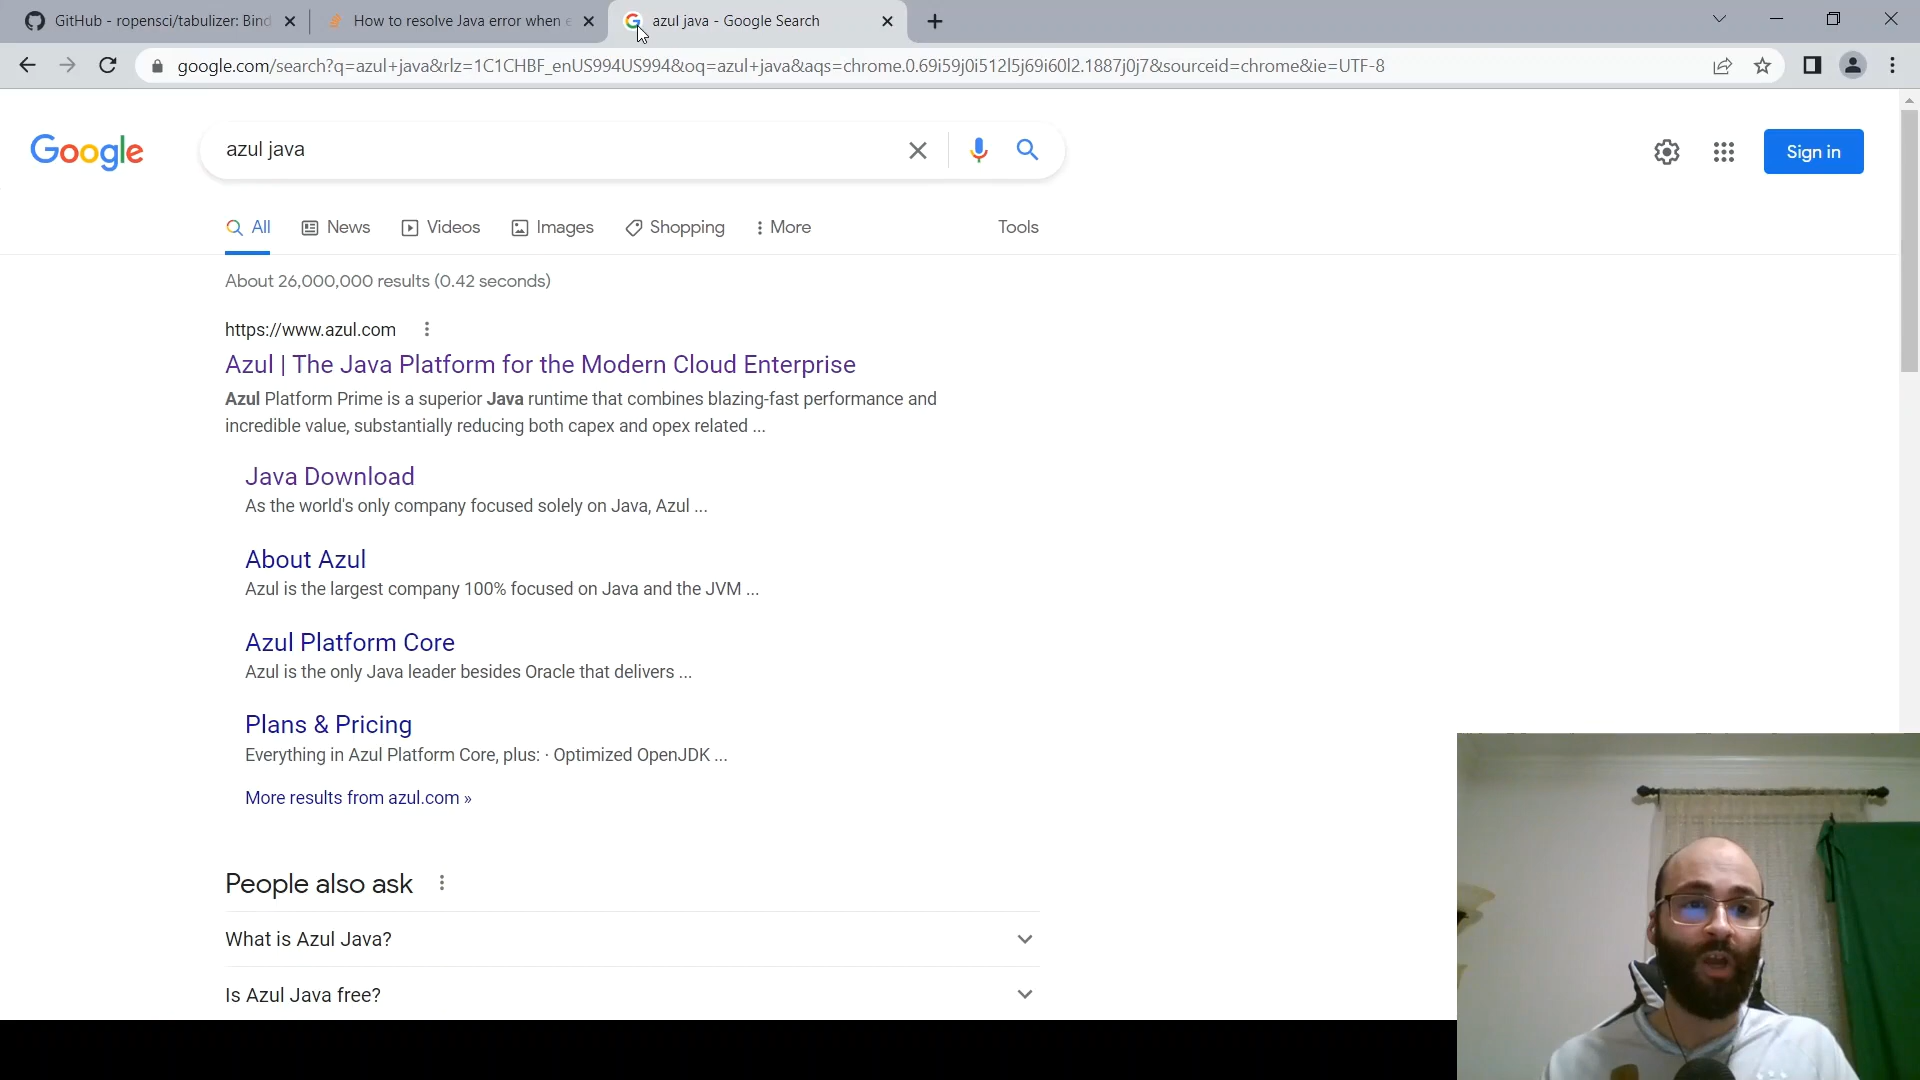 GitHub - ropensci/tabulizer: Bind
How to resolve Java error when e
azul java - Google Search
google.com/search?q=azul+java&rlz=1C1CHBF_enUS994US994&oq=azul+java&aqs=chrome.0.69i59j0i512l5j69i60l2.1887j0j7&sourceid=chrome&ie=UTF-8
Google
azul java
Sign in
All
News
Videos
Images
Shopping
More
Tools
About 26,000,000 results (0.42 seconds)
https://www.azul.com
Azul | The Java Platform for the Modern Cloud Enterprise
Azul Platform Prime is a superior Java runtime that combines blazing-fast performance and
incredible value, substantially reducing both capex and opex related ...
Java Download
As the world's only company focused solely on Java, Azul ...
About Azul
Azul is the largest company 100% focused on Java and the JVM ...
Azul Platform Core
Azul is the only Java leader besides Oracle that delivers ...
Plans & Pricing
Everything in Azul Platform Core, plus: · Optimized OpenJDK ...
More results from azul.com »
People also ask
What is Azul Java?
Is Azul Java free?